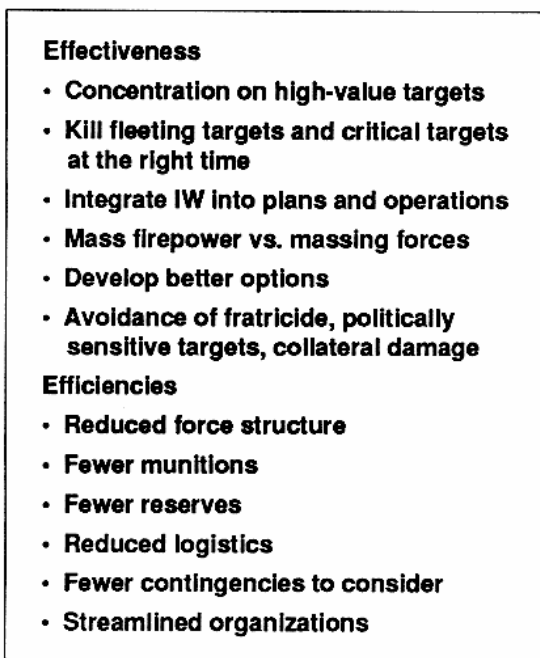 Effectiveness
• Concentration on high-value targets
• Kill fleeting targets and critical targets
at the right time
• Integrate IW into plans and operations
• Mass firepower vs. massing forces
• Develop better options
• Avoidance of fratricide, politically
sensitive targets, collateral damage
Efficiencies
• Reduced force structure
• Fewer munitions
• Fewer reserves
• Reduced logistics
• Fewer contingencies to consider
• Streamlined organizations